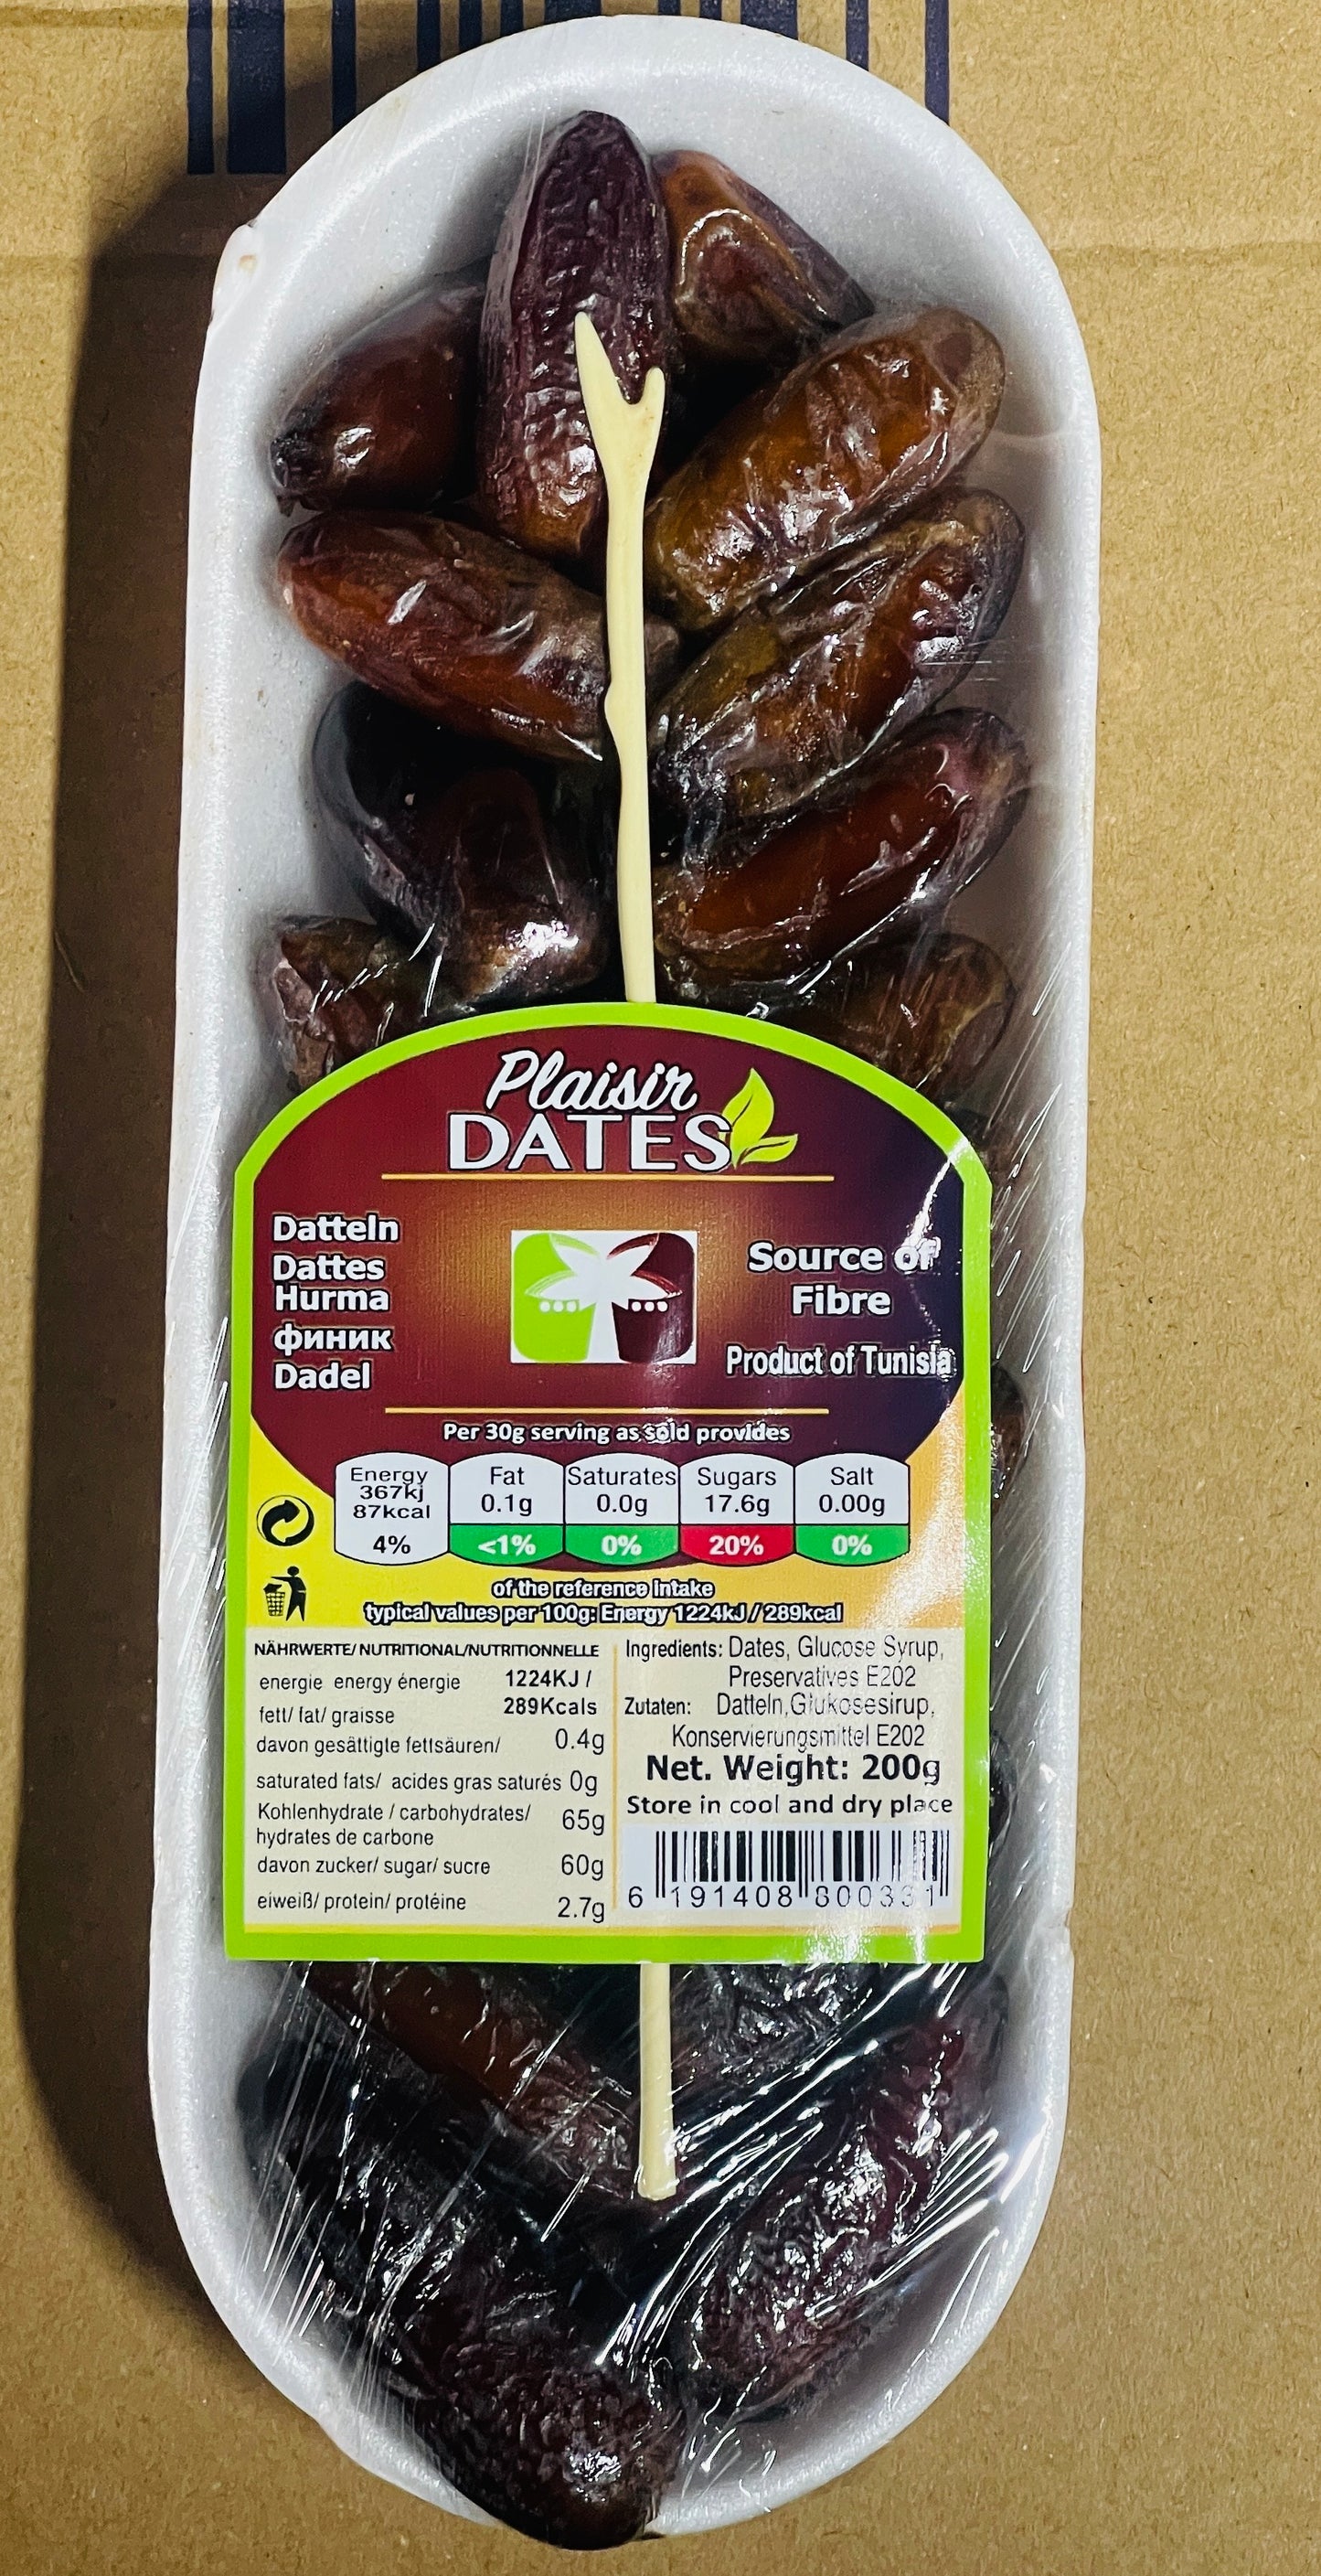 Plaisir
DATES
Datteln
Dattes
Hurma
финик
Dadel
Source of
Fibre
Product of Tunisia
Per 30g serving as sold provides
Energy
367kj
87kcal
4%
Fat
0.1g
<1%
Saturates
0.0g
0%
Sugars
17.6g
20%
Salt
0.00g
0%
of the reference intake
typical values per 100g: Energy 1224kJ / 289kcal
NÄHRWERTE/ NUTRITIONAL/NUTRITIONNELLE
energie energy énergie 1224KJ /
289Kcals
fett/ fat/ graisse
davon gesättigte fettsäuren/ 0.4g
saturated fats/ acides gras saturés 0g
Kohlenhydrate / carbohydrates/ 65g
hydrates de carbone
davon zucker/ sugar/ sucre 60g
eiweiß/ protein/ protéine 2.7g
Ingredients: Dates, Glucose Syrup,
Preservatives E202
Zutaten: Datteln,Glukosesirup,
Konservierungsmittel E202
Net. Weight: 200g
Store in cool and dry place
6 191408 800331